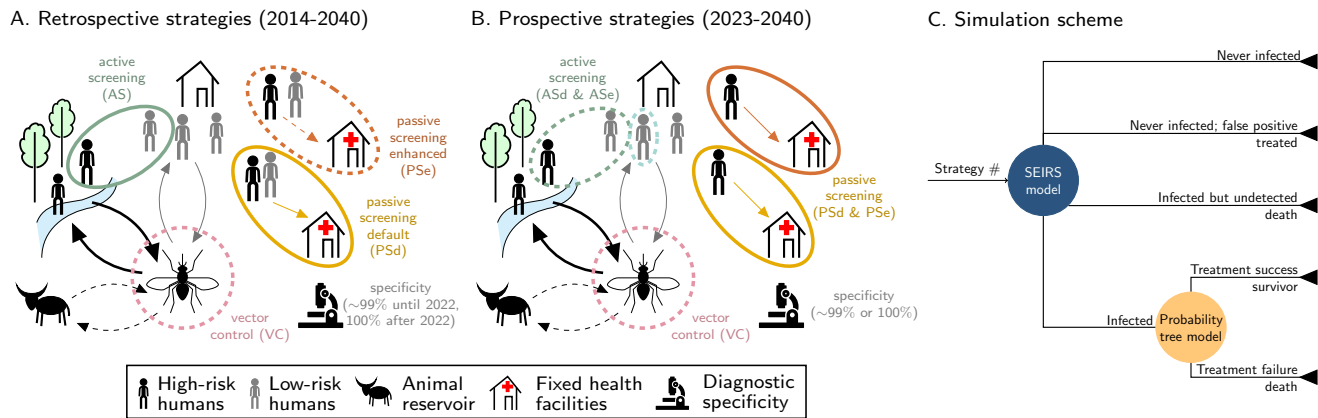 A. Retrospective strategies (2014-2040)
active
screening
(AS)
passive
screening
enhanced
(PSe)
passive
screening
default
(PSd)
specificity
(∼99% until 2022,
100% after 2022)
vector
control (VC)
B. Prospective strategies (2023-2040)
active
screening
(ASd & ASe)
passive
screening
(PSd & PSe)
specificity
(∼99% or 100%)
vector
control (VC)
C. Simulation scheme
Never infected
Never infected; false positive
treated
Strategy #
SEIRS
model
Infected but undetected
death
Treatment success
survivor
Infected
Probability
tree model
Treatment failure
death
High-risk
humans
Low-risk
humans
Animal
reservoir
Fixed health
facilities
Diagnostic
specificity